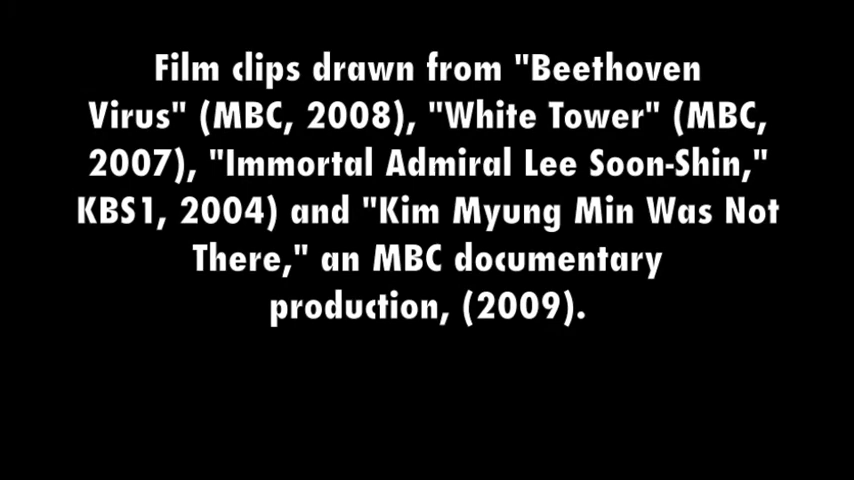 Film clips drawn from "Beethoven
Virus" (MBC, 2008), "White Tower" (MBC,
2007), "Immortal Admiral Lee Soon-Shin,"
KBS1, 2004) and "Kim Myung Min Was Not
There," an MBC documentary
production, (2009).